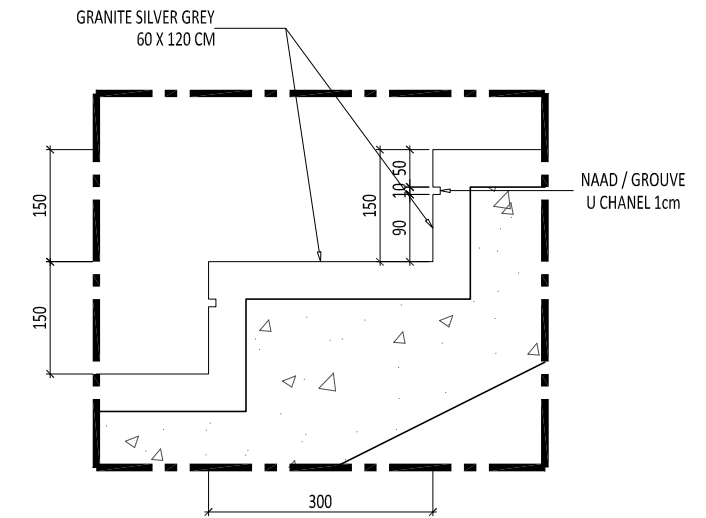 GRANITE SILVER GREY
60 X 120 CM
50
10
90
150
150
150
NAAD / GROUVE
U CHANEL 1cm
300